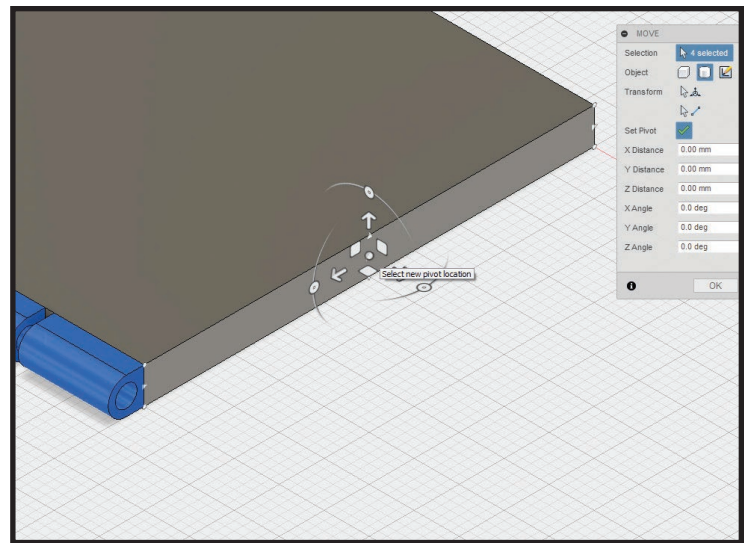 MOVE
Selection 4 selected
Object
Transform
Set Pivot
X Distance 0.00 mm
Y Distance 0.00 mm
Z Distance 0.00 mm
X Angle 0.0 deg
Y Angle 0.0 deg
Z Angle 0.0 deg
OK
Select new pivot location